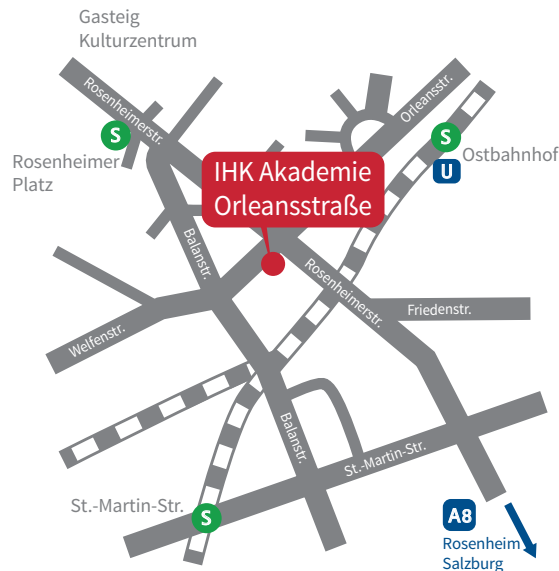 Gasteig
Kulturzentrum
Rosenheimerstr.
Orleansstr.
S
S
Ostbahnhof
U
Rosenheimer
Platz
IHK Akademie
Orleansstraße
Balanstr.
Rosenheimerstr.
Friedenstr.
Welfenstr.
Balanstr.
St.-Martin-Str.
St.-Martin-Str.
S
A8
Rosenheim
Salzburg